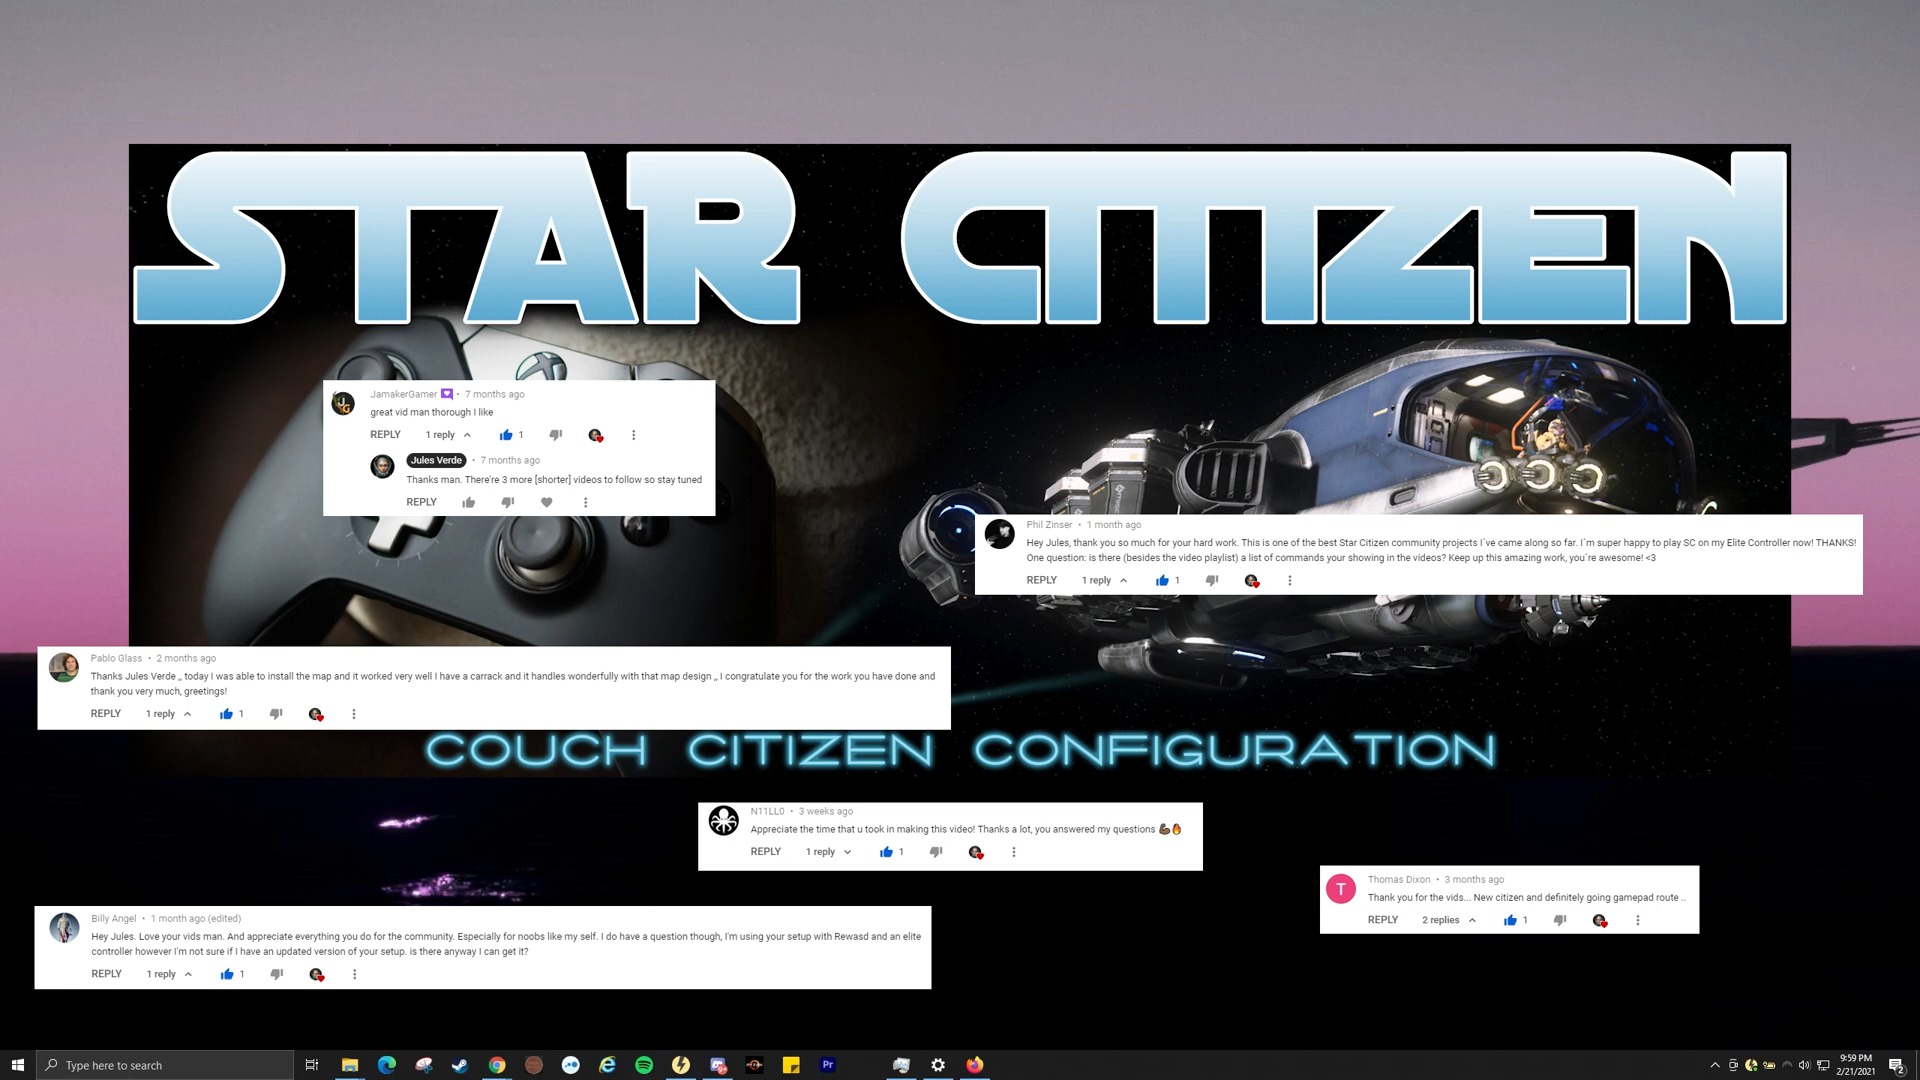 STAR CITIZEN
JamakerGamer • 7 months ago
great vid man thorough I like
REPLY 1 reply 1
Jules Verde • 7 months ago
Thanks man. There're 3 more [shorter] videos to follow so stay tuned
REPLY
Phil Zinser • 1 month ago
Hey Jules, thank you so much for your hard work. This is one of the best Star Citizen community projects I´ve came along so far. I´m super happy to play SC on my Elite Controller now! THANKS!
One question: is there (besides the video playlist) a list of commands your showing in the videos? Keep up this amazing work, you´re awesome! <3
REPLY 1 reply 1
Pablo Glass • 2 months ago
Thanks Jules Verde ,, today I was able to install the map and it worked very well I have a carrack and it handles wonderfully with that map design ,, I congratulate you for the work you have done and
thank you very much, greetings!
REPLY 1 reply 1
COUCH CITIZEN CONFIGURATION
N11LL0 • 3 weeks ago
Appreciate the time that u took in making this video! Thanks a lot, you answered my questions 💪🏿🔥
REPLY 1 reply 1
T
Thomas Dixon • 3 months ago
Thank you for the vids... New citizen and definitely going gamepad route ..
REPLY 2 replies 1
Billy Angel • 1 month ago (edited)
Hey Jules. Love your vids man. And appreciate everything you do for the community. Especially for noobs like my self. I do have a question though, I'm using your setup with Rewasd and an elite
controller however I'm not sure if I have an updated version of your setup. is there anyway I can get it?
REPLY 1 reply 1
Type here to search
Pr
9:59 PM
2/21/2021
2